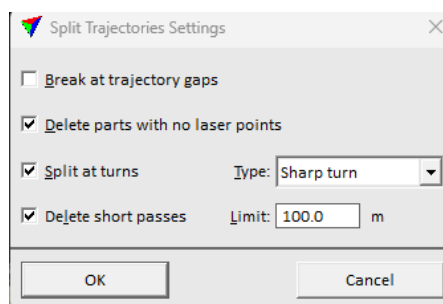 Split Trajectories Settings
Break at trajectory gaps
Delete parts with no laser points
Split at turns Type: Sharp turn
Delete short passes Limit: 100.0 m
OK Cancel